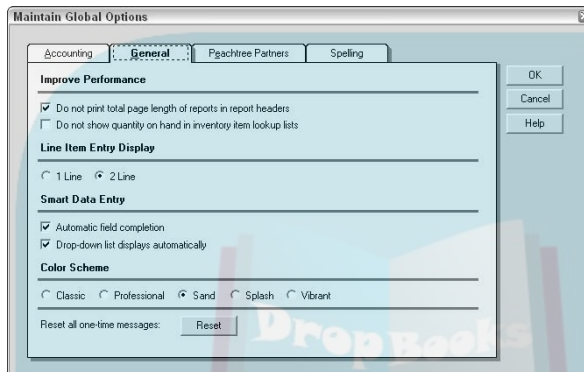 Maintain Global Options
Accounting General Peachtree Partners Spelling
Improve Performance
Do not print total page length of reports in report headers
Do not show quantity on hand in inventory item lookup lists
Line Item Entry Display
1 Line 2 Line
Smart Data Entry
Automatic field completion
Drop-down list displays automatically
Color Scheme
Classic Professional Sand Splash Vibrant
Reset all one-time messages: Reset
OK
Cancel
Help
DropBooks